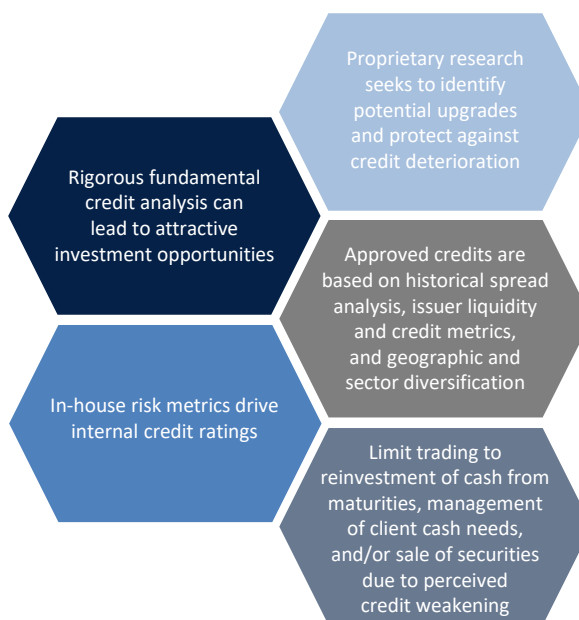 Proprietary research
seeks to identify
potential upgrades
and protect against
credit deterioration
Rigorous fundamental
credit analysis can
lead to attractive
investment opportunities
Approved credits are
based on historical spread
analysis, issuer liquidity
and credit metrics,
and geographic and
sector diversification
In-house risk metrics drive
internal credit ratings
Limit trading to
reinvestment of cash from
maturities, management
of client cash needs,
and/or sale of securities
due to perceived
credit weakening